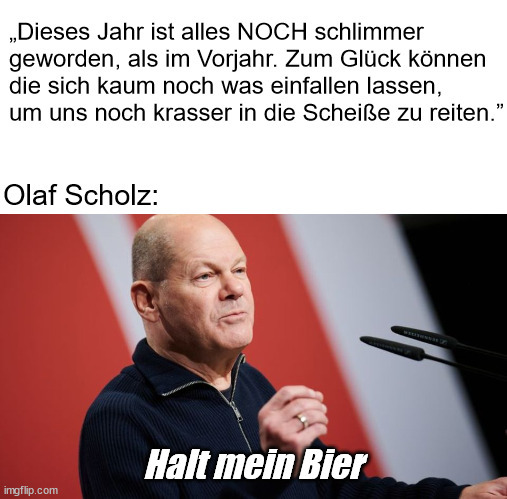 „Dieses Jahr ist alles NOCH schlimmer
geworden, als im Vorjahr. Zum Glück können
die sich kaum noch was einfallen lassen,
um uns noch krasser in die Scheiße zu reiten.”
Olaf Scholz:
Halt mein Bier
imgflip.com